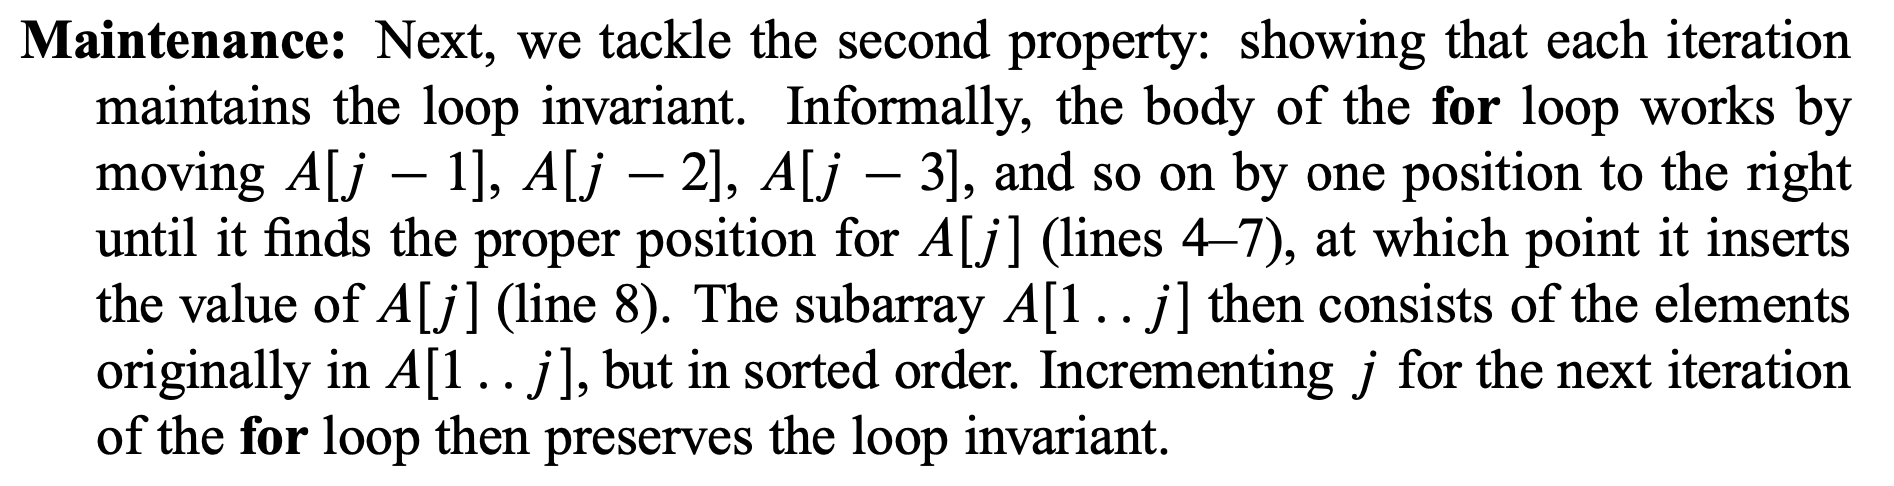 Maintenance: Next, we tackle the second property: showing that each iteration
maintains the loop invariant. Informally, the body of the for loop works by
moving A[j − 1], A[j − 2], A[j − 3], and so on by one position to the right
until it finds the proper position for A[j] (lines 4–7), at which point it inserts
the value of A[j] (line 8). The subarray A[1 . . j] then consists of the elements
originally in A[1 . . j], but in sorted order. Incrementing j for the next iteration
of the for loop then preserves the loop invariant.